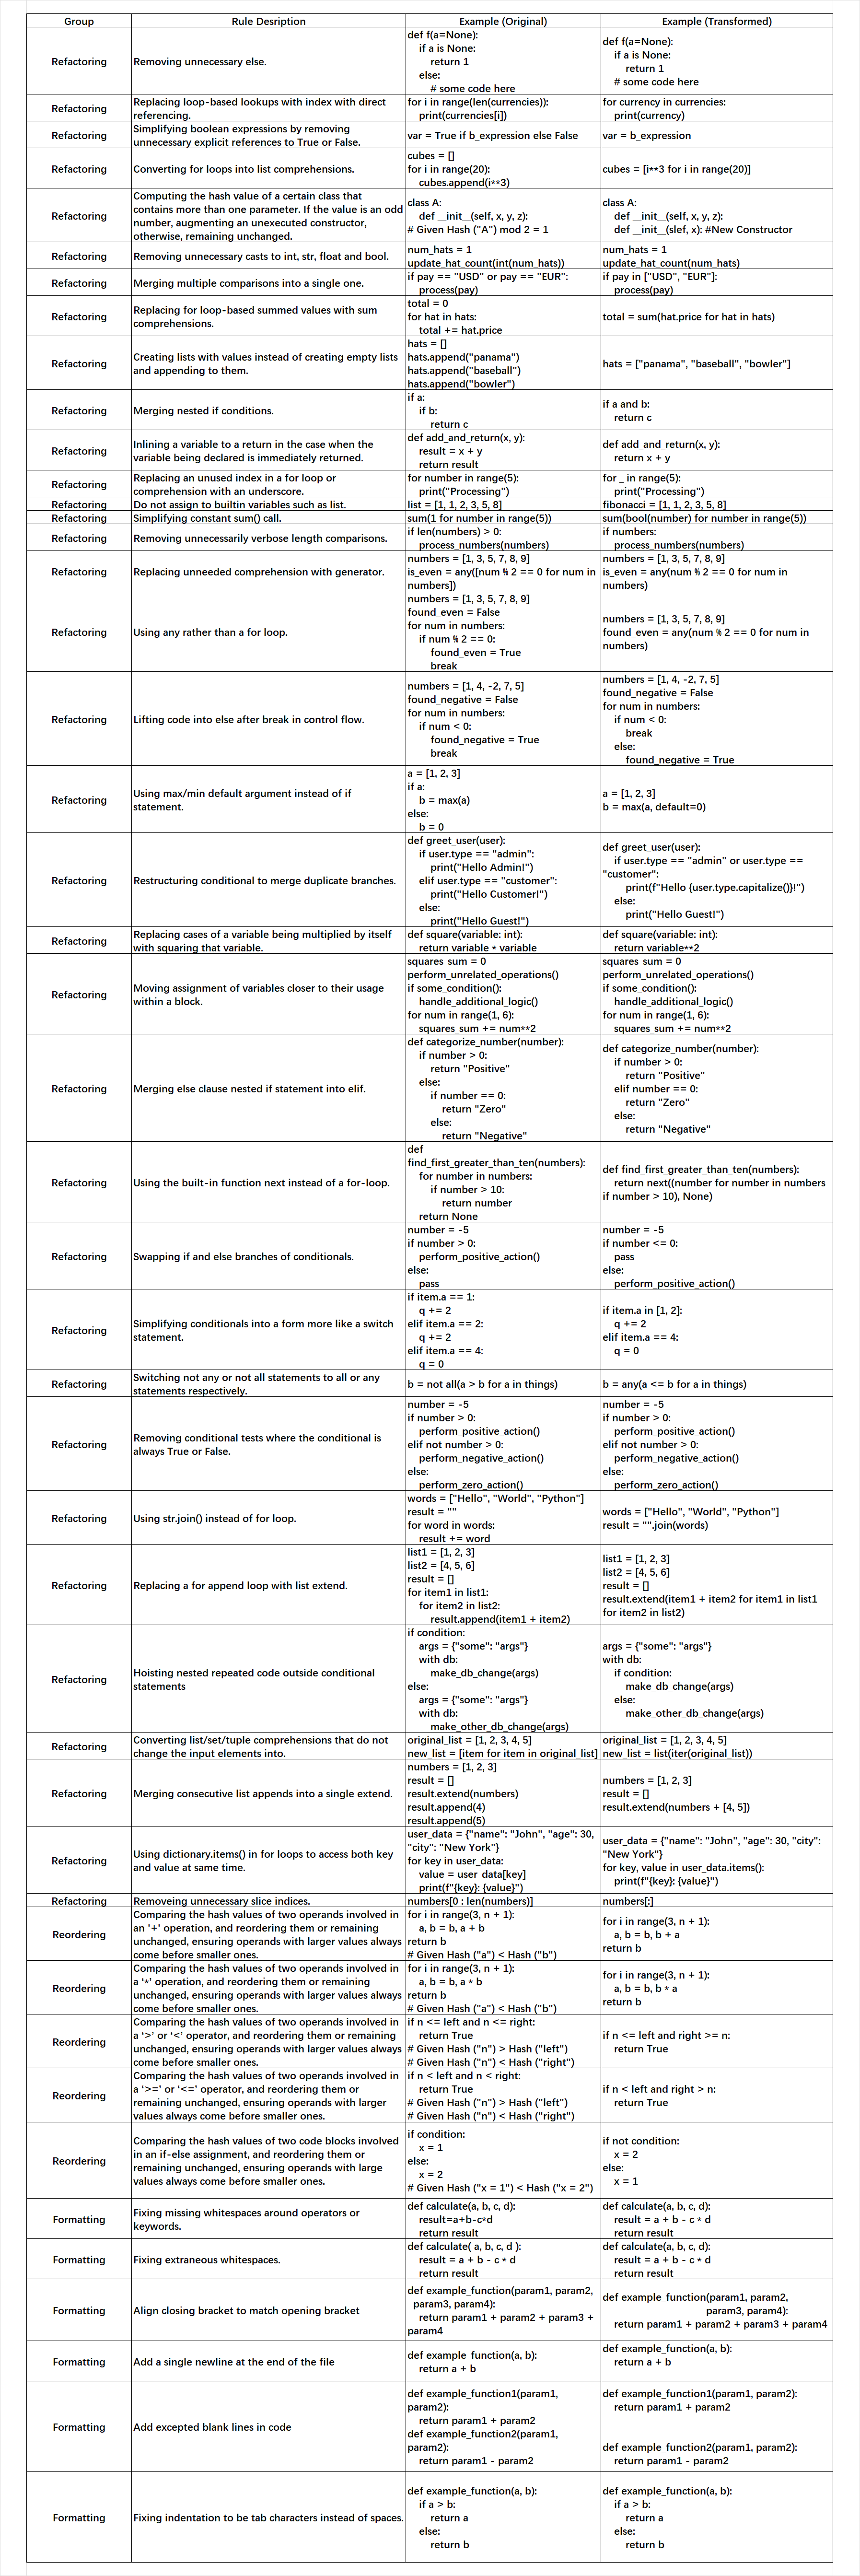 Group Rule Desription Example (Original) Example (Transformed)
Refactoring
Removing unnecessary else.
def f(a=None):
if a is None:
return 1
else:
# some code here
def f(a=None):
if a is None:
return 1
# some code here
Refactoring
Replacing loop-based lookups with index with direct
referencing.
for i in range(len(currencies)):
print(currencies[i])
for currency in currencies:
print(currency)
Refactoring
Simplifying boolean expressions by removing
unnecessary explicit references to True or False.
var = True if b_expression else False
var = b_expression
Refactoring
Converting for loops into list comprehensions.
cubes = []
for i in range(20):
cubes.append(i**3)
cubes = [i**3 for i in range(20)]
Refactoring
Computing the hash value of a certain class that
contains more than one parameter. If the value is an odd
number, augmenting an unexecuted constructor,
otherwise, remaining unchanged.
class A:
def __init__(self, x, y, z):
# Given Hash ("A") mod 2 = 1
class A:
def __init__(self, x, y, z):
def __init__(slef, x): #New Constructor
Refactoring
Removing unnecessary casts to int, str, float and bool.
num_hats = 1
update_hat_count(int(num_hats))
num_hats = 1
update_hat_count(num_hats)
Refactoring
Merging multiple comparisons into a single one.
if pay == "USD" or pay == "EUR":
process(pay)
if pay in ["USD", "EUR"]:
process(pay)
Refactoring
Replacing for loop-based summed values with sum
comprehensions.
total = 0
for hat in hats:
total += hat.price
total = sum(hat.price for hat in hats)
Refactoring
Creating lists with values instead of creating empty lists
and appending to them.
hats = []
hats.append("panama")
hats.append("baseball")
hats.append("bowler")
hats = ["panama", "baseball", "bowler"]
Refactoring
Merging nested if conditions.
if a:
if b:
return c
if a and b:
return c
Refactoring
Inlining a variable to a return in the case when the
variable being declared is immediately returned.
def add_and_return(x, y):
result = x + y
return result
def add_and_return(x, y):
return x + y
Refactoring
Replacing an unused index in a for loop or
comprehension with an underscore.
for number in range(5):
print("Processing")
for _ in range(5):
print("Processing")
Refactoring
Do not assign to builtin variables such as list.
list = [1, 1, 2, 3, 5, 8]
fibonacci = [1, 1, 2, 3, 5, 8]
Refactoring
Simplifying constant sum() call.
sum(1 for number in range(5))
sum(bool(number) for number in range(5))
Refactoring
Removing unnecessarily verbose length comparisons.
if len(numbers) > 0:
process_numbers(numbers)
if numbers:
process_numbers(numbers)
Refactoring
Replacing unneeded comprehension with generator.
numbers = [1, 3, 5, 7, 8, 9]
is_even = any([num % 2 == 0 for num in
numbers])
numbers = [1, 3, 5, 7, 8, 9]
is_even = any(num % 2 == 0 for num in
numbers)
Refactoring
Using any rather than a for loop.
numbers = [1, 3, 5, 7, 8, 9]
found_even = False
for num in numbers:
if num % 2 == 0:
found_even = True
break
numbers = [1, 3, 5, 7, 8, 9]
found_even = any(num % 2 == 0 for num in
numbers)
Refactoring
Lifting code into else after break in control flow.
numbers = [1, 4, -2, 7, 5]
found_negative = False
for num in numbers:
if num < 0:
found_negative = True
break
numbers = [1, 4, -2, 7, 5]
found_negative = False
for num in numbers:
if num < 0:
break
else:
found_negative = True
Refactoring
Using max/min default argument instead of if
statement.
a = [1, 2, 3]
if a:
b = max(a)
else:
b = 0
a = [1, 2, 3]
b = max(a, default=0)
Refactoring
Restructuring conditional to merge duplicate branches.
def greet_user(user):
if user.type == "admin":
print("Hello Admin!")
elif user.type == "customer":
print("Hello Customer!")
else:
print("Hello Guest!")
def greet_user(user):
if user.type == "admin" or user.type ==
"customer":
print(f"Hello {user.type.capitalize()}!")
else:
print("Hello Guest!")
Refactoring
Replacing cases of a variable being multiplied by itself
with squaring that variable.
def square(variable: int):
return variable * variable
def square(variable: int):
return variable**2
Refactoring
Moving assignment of variables closer to their usage
within a block.
squares_sum = 0
perform_unrelated_operations()
if some_condition():
handle_additional_logic()
for num in range(1, 6):
squares_sum += num**2
squares_sum = 0
perform_unrelated_operations()
if some_condition():
handle_additional_logic()
for num in range(1, 6):
squares_sum += num**2
Refactoring
Merging else clause nested if statement into elif.
def categorize_number(number):
if number > 0:
return "Positive"
else:
if number == 0:
return "Zero"
else:
return "Negative"
def categorize_number(number):
if number > 0:
return "Positive"
elif number == 0:
return "Zero"
else:
return "Negative"
Refactoring
Using the built-in function next instead of a for-loop.
def
find_first_greater_than_ten(numbers):
for number in numbers:
if number > 10:
return number
return None
def find_first_greater_than_ten(numbers):
return next((number for number in numbers
if number > 10), None)
Refactoring
Swapping if and else branches of conditionals.
number = -5
if number > 0:
perform_positive_action()
else:
pass
number = -5
if number <= 0:
pass
else:
perform_positive_action()
Refactoring
Simplifying conditionals into a form more like a switch
statement.
if item.a == 1:
q += 2
elif item.a == 2:
q += 2
elif item.a == 4:
q = 0
if item.a in [1, 2]:
q += 2
elif item.a == 4:
q = 0
Refactoring
Switching not any or not all statements to all or any
statements respectively.
b = not all(a > b for a in things)
b = any(a <= b for a in things)
Refactoring
Removing conditional tests where the conditional is
always True or False.
number = -5
if number > 0:
perform_positive_action()
elif not number > 0:
perform_negative_action()
else:
perform_zero_action()
number = -5
if number > 0:
perform_positive_action()
elif not number > 0:
perform_negative_action()
else:
perform_zero_action()
Refactoring
Using str.join() instead of for loop.
words = ["Hello", "World", "Python"]
result = ""
for word in words:
result += word
words = ["Hello", "World", "Python"]
result = "".join(words)
Refactoring
Replacing a for append loop with list extend.
list1 = [1, 2, 3]
list2 = [4, 5, 6]
result = []
for item1 in list1:
for item2 in list2:
result.append(item1 + item2)
list1 = [1, 2, 3]
list2 = [4, 5, 6]
result = []
result.extend(item1 + item2 for item1 in list1
for item2 in list2)
Refactoring
Hoisting nested repeated code outside conditional
statements
if condition:
args = {"some": "args"}
with db:
make_db_change(args)
else:
args = {"some": "args"}
with db:
make_other_db_change(args)
args = {"some": "args"}
with db:
if condition:
make_db_change(args)
else:
make_other_db_change(args)
Refactoring
Converting list/set/tuple comprehensions that do not
change the input elements into.
original_list = [1, 2, 3, 4, 5]
new_list = [item for item in original_list]
original_list = [1, 2, 3, 4, 5]
new_list = list(iter(original_list))
Refactoring
Merging consecutive list appends into a single extend.
numbers = [1, 2, 3]
result = []
result.extend(numbers)
result.append(4)
result.append(5)
numbers = [1, 2, 3]
result = []
result.extend(numbers + [4, 5])
Refactoring
Using dictionary.items() in for loops to access both key
and value at same time.
user_data = {"name": "John", "age": 30,
"city": "New York"}
for key in user_data:
value = user_data[key]
print(f"{key}: {value}")
user_data = {"name": "John", "age": 30, "city":
"New York"}
for key, value in user_data.items():
print(f"{key}: {value}")
Refactoring
Removeing unnecessary slice indices.
numbers[0 : len(numbers)]
numbers[:]
Reordering
Comparing the hash values of two operands involved in
an ‘+’ operation, and reordering them or remaining
unchanged, ensuring operands with larger values always
come before smaller ones.
for i in range(3, n + 1):
a, b = b, a + b
return b
# Given Hash ("a") < Hash ("b")
for i in range(3, n + 1):
a, b = b, b + a
return b
Reordering
Comparing the hash values of two operands involved in
a ‘*’ operation, and reordering them or remaining
unchanged, ensuring operands with larger values always
come before smaller ones.
for i in range(3, n + 1):
a, b = b, a * b
return b
# Given Hash ("a") < Hash ("b")
for i in range(3, n + 1):
a, b = b, b * a
return b
Reordering
Comparing the hash values of two operands involved in
a ‘>’ or ‘<’ operator, and reordering them or remaining
unchanged, ensuring operands with larger values always
come before smaller ones.
if n <= left and n <= right:
return True
# Given Hash ("n") > Hash ("left")
# Given Hash ("n") < Hash ("right")
if n <= left and right >= n:
return True
Reordering
Comparing the hash values of two operands involved in
a ‘>=’ or ‘<=’ operator, and reordering them or
remaining unchanged, ensuring operands with larger
values always come before smaller ones.
if n < left and n < right:
return True
# Given Hash ("n") > Hash ("left")
# Given Hash ("n") < Hash ("right")
if n < left and right > n:
return True
Reordering
Comparing the hash values of two code blocks involved
in an if-else assignment, and reordering them or
remaining unchanged, ensuring operands with large
values always come before smaller ones.
if condition:
x = 1
else:
x = 2
# Given Hash ("x = 1") < Hash ("x = 2")
if not condition:
x = 2
else:
x = 1
Formatting
Fixing missing whitespaces around operators or
keywords.
def calculate(a, b, c, d):
result=a+b-c*d
return result
def calculate(a, b, c, d):
result = a + b - c * d
return result
Formatting
Fixing extraneous whitespaces.
def calculate( a, b, c, d ):
result = a + b - c * d
return result
def calculate(a, b, c, d):
result = a + b - c * d
return result
Formatting
Align closing bracket to match opening bracket
def example_function(param1, param2,
param3, param4):
return param1 + param2 + param3 +
param4
def example_function(param1, param2,
param3, param4):
return param1 + param2 + param3 + param4
Formatting
Add a single newline at the end of the file
def example_function(a, b):
return a + b
def example_function(a, b):
return a + b
Formatting
Add excepted blank lines in code
def example_function1(param1,
param2):
return param1 + param2
def example_function2(param1,
param2):
return param1 - param2
def example_function1(param1, param2):
return param1 + param2
def example_function2(param1, param2):
return param1 - param2
Formatting
Fixing indentation to be tab characters instead of spaces.
def example_function(a, b):
if a > b:
return a
else:
return b
def example_function(a, b):
if a > b:
return a
else:
return b